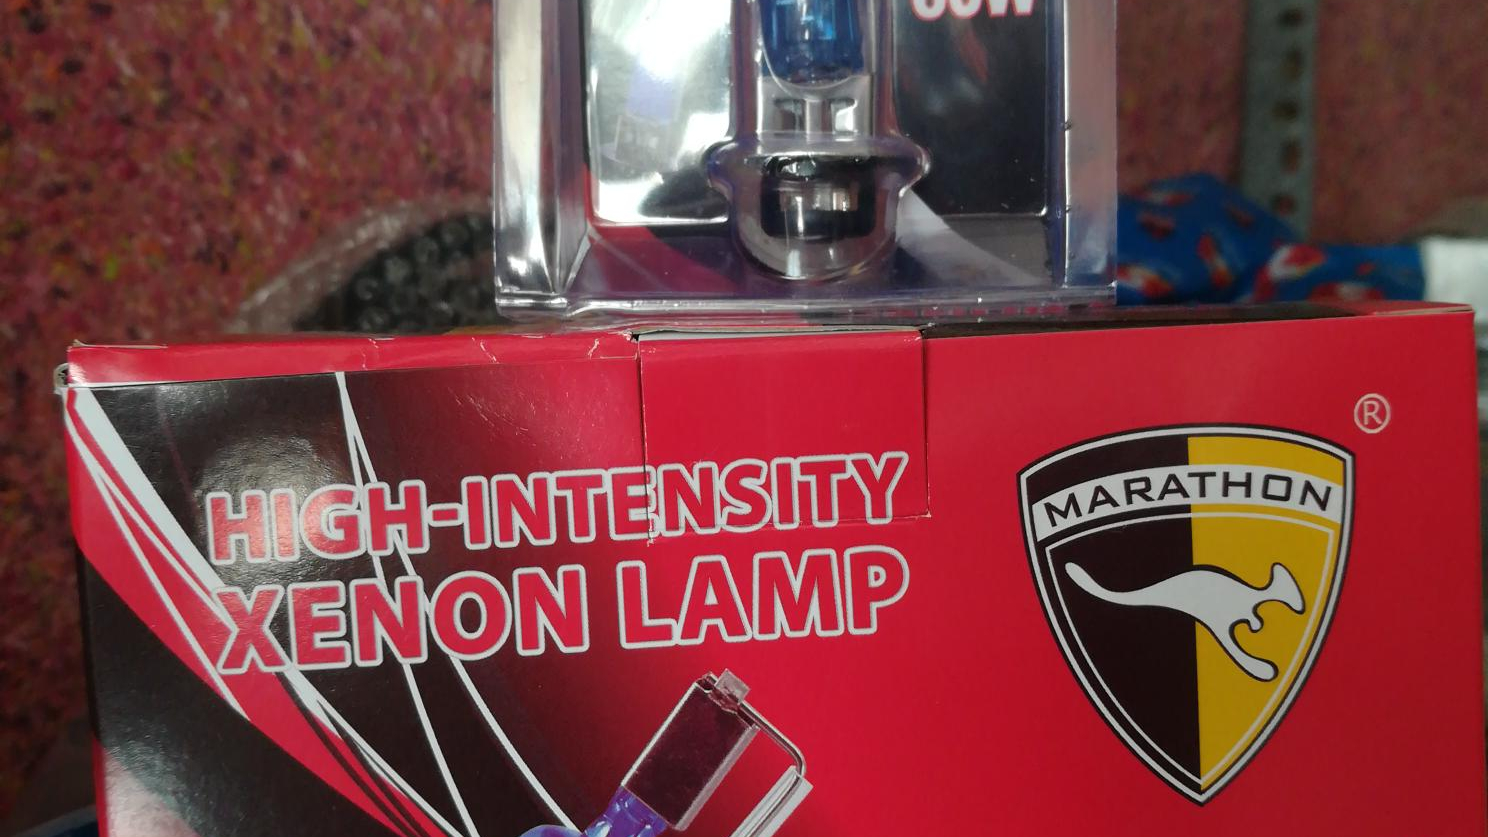 HIGH-INTENSITY
XENON LAMP
MARATHON
®